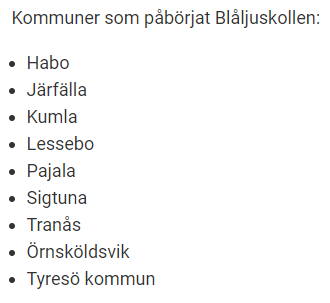 Kommuner som påbörjat Blåljuskollen:
• Habo
• Järfälla
• Kumla
• Lessebo
• Pajala
• Sigtuna
• Tranås
• Örnsköldsvik
• Tyresö kommun